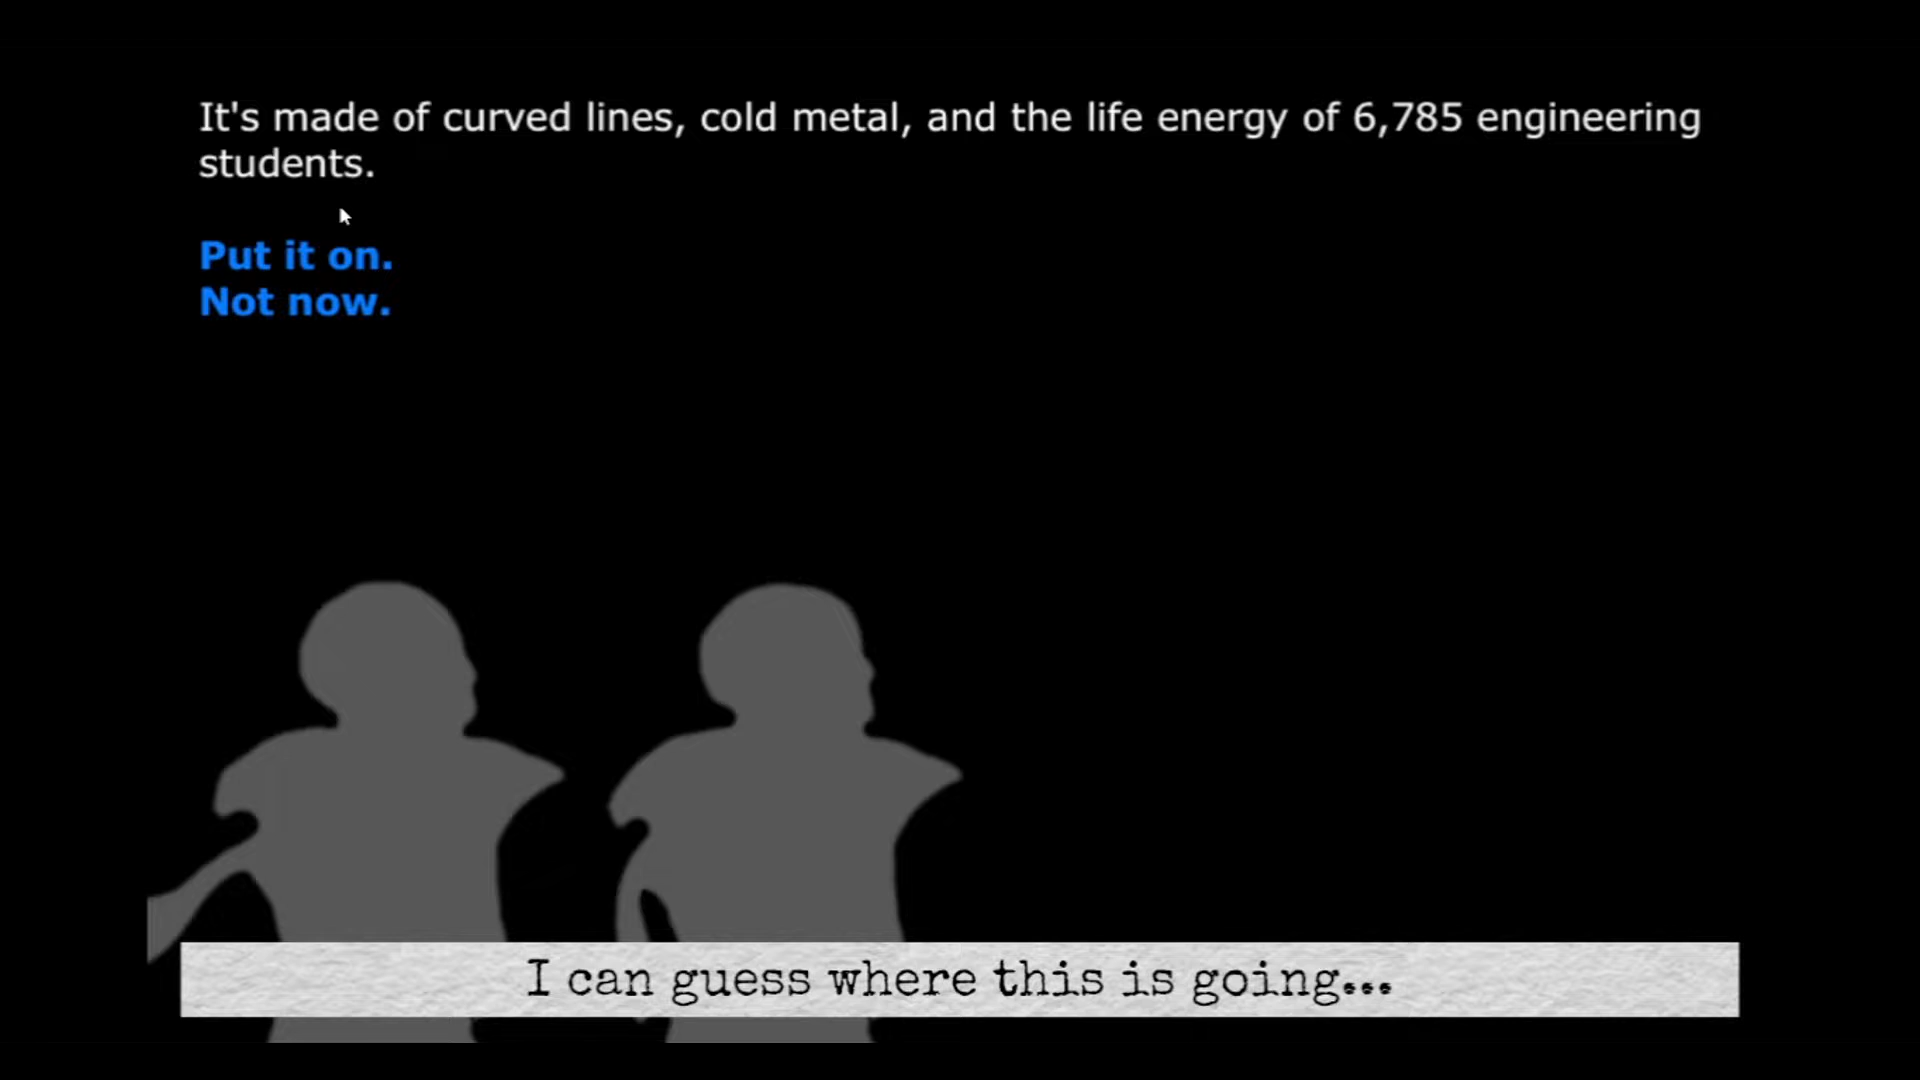 It's made of curved lines, cold metal, and the life energy of 6,785 engineering
students.
Put it on.
Not now.
I can guess where this is going...